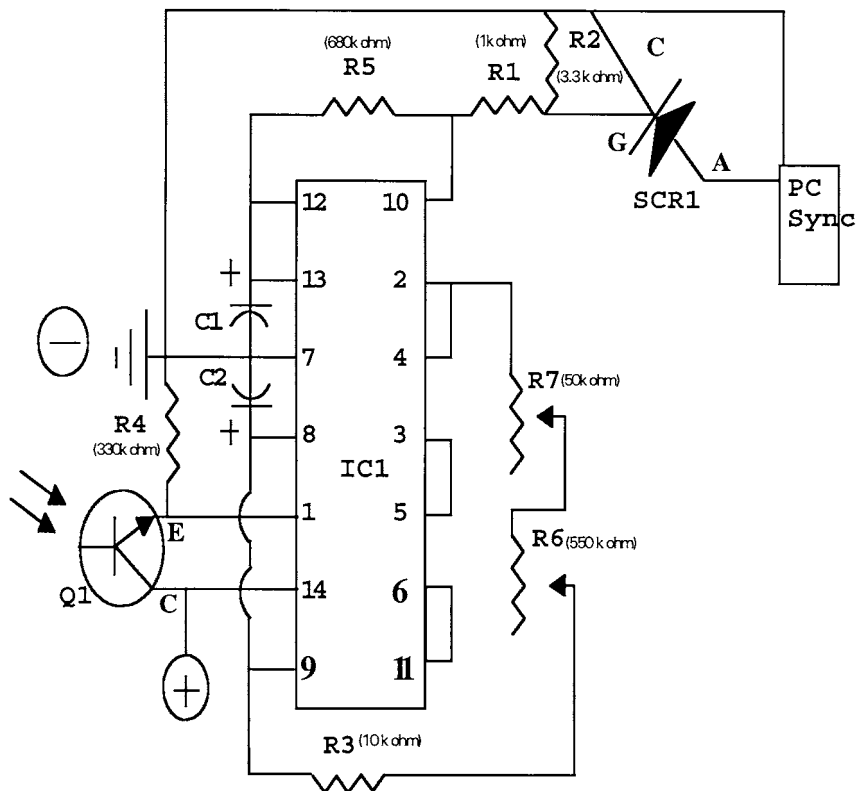 (680k ohm)
R5
(1k ohm)
R1
R2
(3.3k ohm)
C
G
A
SCR1
PC
Sync
12
10
+
13
2
C1
7
4
C2
R7 (50k ohm)
R4
(330k ohm)
+
8
3
IC1
1
5
E
R6 (550 k ohm)
Q1
C
14
6
+
9
11
R3 (10k ohm)